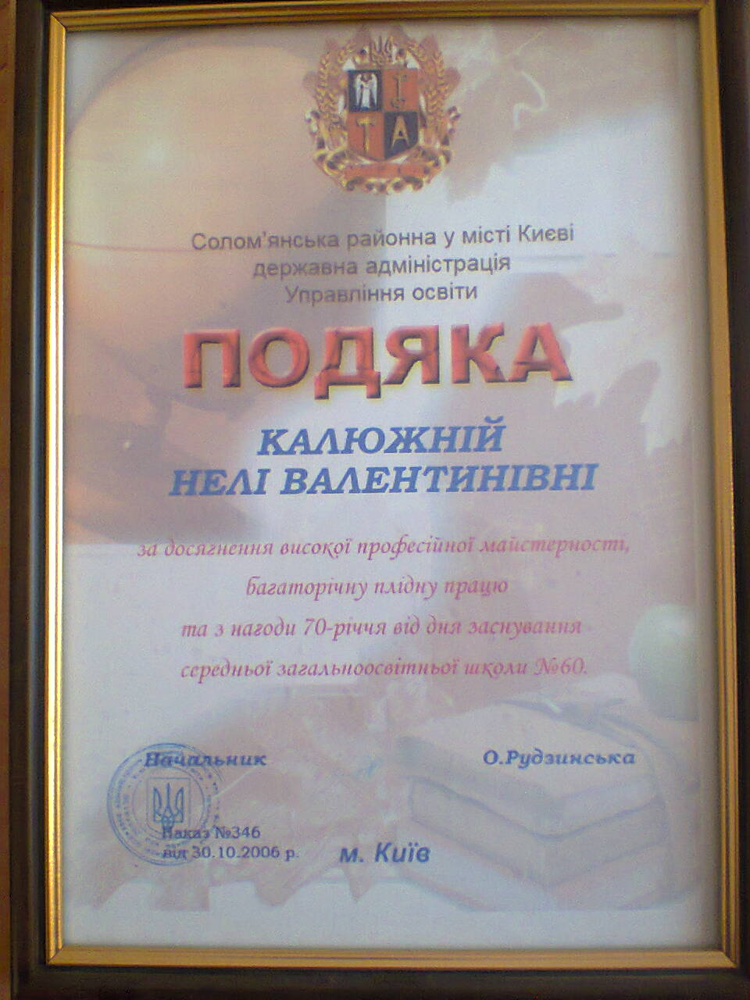 І
Т А
Солом'янська районна у місті Києві
державна адміністрація
Управління освіти
ПОДЯКА
КАЛЮЖНІЙ
НЕЛІ ВАЛЕНТИНІВНІ
за досягнення високої професійної майстерності,
багаторічну плідну працю
та з нагоди 70-річчя від дня заснування
середньої загальноосвітньої школи №60.
Начальник О.Рудзинська
Наказ №346
від 30.10.2006 р. м. Київ